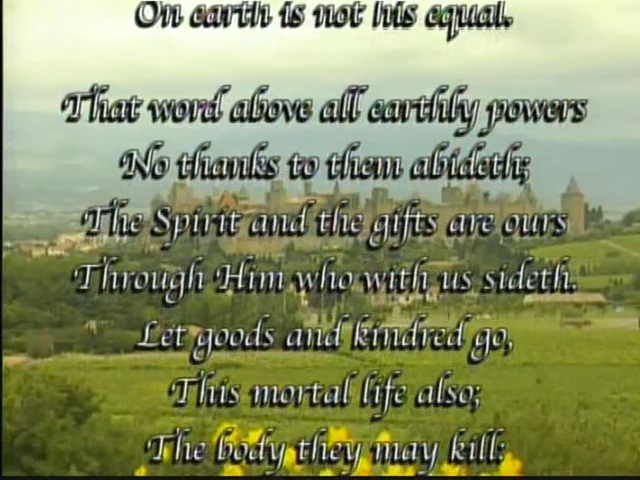 On earth is not his equal.
That word above all earthly powers
No thanks to them abideth;
The Spirit and the gifts are ours
Through Him who with us sideth.
Let goods and kindred go,
This mortal life also;
The body they may kill: